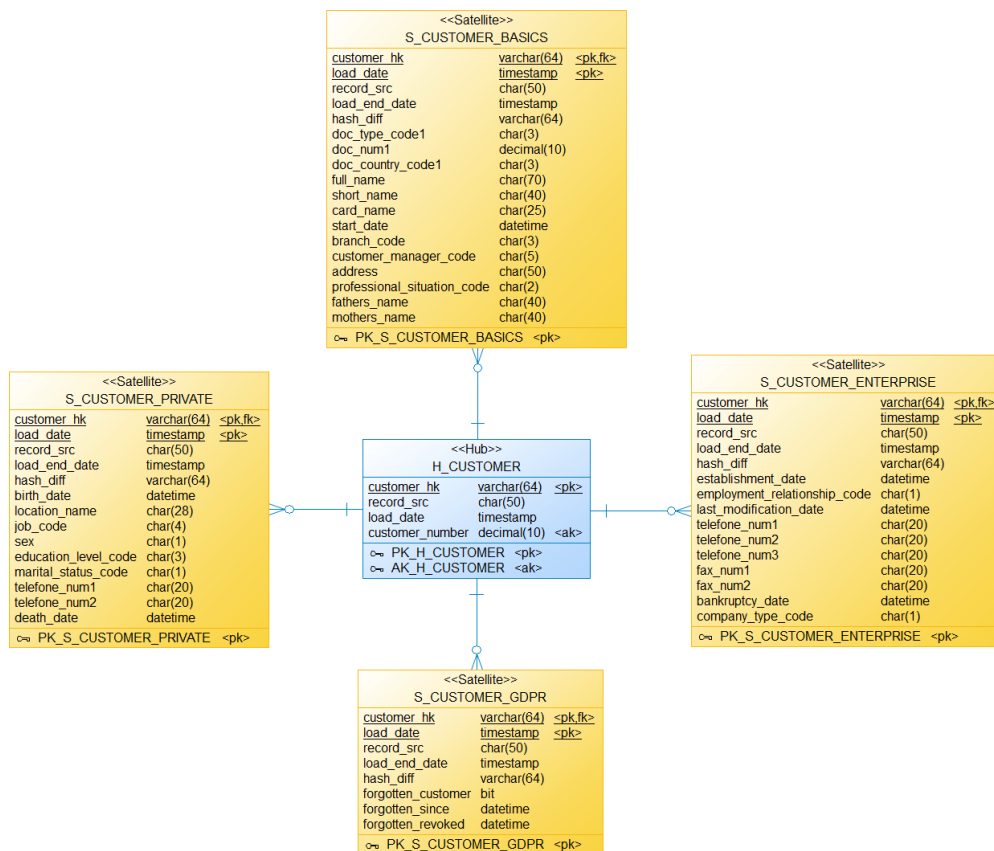 <<Satellite>>
S_CUSTOMER_BASICS
customer_hk varchar(64) <pk,fk>
load_date timestamp <pk>
record_src char(50)
load_end_date timestamp
hash_diff varchar(64)
doc_type_code1 char(3)
doc_num1 decimal(10)
doc_country_code1 char(3)
full_name char(70)
short_name char(40)
card_name char(25)
start_date datetime
branch_code char(3)
customer_manager_code char(5)
address char(50)
professional_situation_code char(2)
fathers_name char(40)
mothers_name char(40)
PK_S_CUSTOMER_BASICS <pk>
<<Satellite>>
S_CUSTOMER_PRIVATE
customer_hk varchar(64) <pk,fk>
load_date timestamp <pk>
record_src char(50)
load_end_date timestamp
hash_diff varchar(64)
birth_date datetime
location_name char(28)
job_code char(4)
sex char(1)
education_level_code char(3)
marital_status_code char(1)
telefone_num1 char(20)
telefone_num2 char(20)
death_date datetime
PK_S_CUSTOMER_PRIVATE <pk>
<<Hub>>
H_CUSTOMER
customer_hk varchar(64) <pk>
record_src char(50)
load_date timestamp
customer_number decimal(10) <ak>
PK_H_CUSTOMER <pk>
AK_H_CUSTOMER <ak>
<<Satellite>>
S_CUSTOMER_ENTERPRISE
customer_hk varchar(64) <pk,fk>
load_date timestamp <pk>
record_src char(50)
load_end_date timestamp
hash_diff varchar(64)
establishment_date datetime
employment_relationship_code char(1)
last_modification_date datetime
telefone_num1 char(20)
telefone_num2 char(20)
telefone_num3 char(20)
fax_num1 char(20)
fax_num2 char(20)
bankruptcy_date datetime
company_type_code char(1)
PK_S_CUSTOMER_ENTERPRISE <pk>
<<Satellite>>
S_CUSTOMER_GDPR
customer_hk varchar(64) <pk,fk>
load_date timestamp <pk>
record_src char(50)
load_end_date timestamp
hash_diff varchar(64)
forgotten_customer bit
forgotten_since datetime
forgotten_revoked datetime
PK_S_CUSTOMER_GDPR <pk>